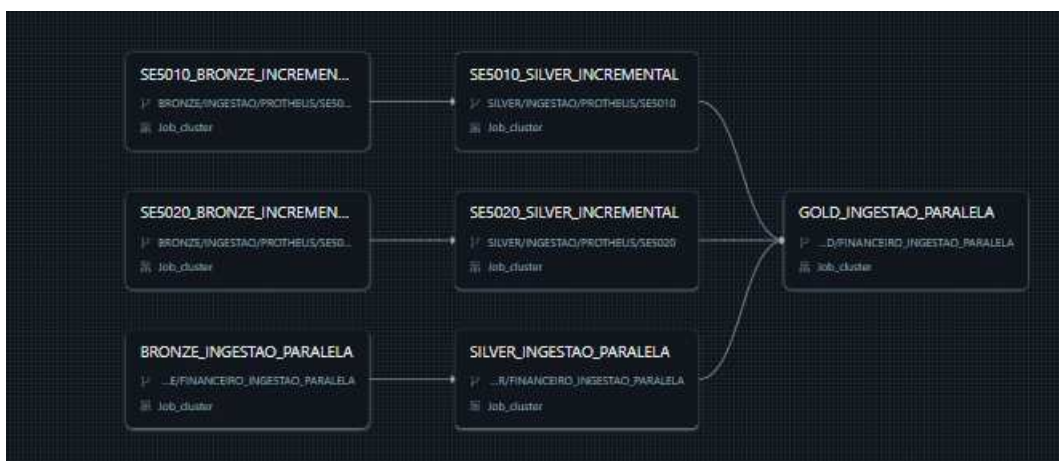 SE5010_BRONZE_INCREMEN...
BRONZE/INGESTAO/PROTHEUS/SE50...
Job_cluster
SE5010_SILVER_INCREMENTAL
SILVER/INGESTAO/PROTHEUS/SE5010
Job_cluster
SE5020_BRONZE_INCREMEN...
BRONZE/INGESTAO/PROTHEUS/SE50...
Job_cluster
SE5020_SILVER_INCREMENTAL
SILVER/INGESTAO/PROTHEUS/SE5020
Job_cluster
GOLD_INGESTAO_PARALELA
...D/FINANCEIRO_INGESTAO_PARALELA
Job_cluster
BRONZE_INGESTAO_PARALELA
...E/FINANCEIRO_INGESTAO_PARALELA
Job_cluster
SILVER_INGESTAO_PARALELA
...R/FINANCEIRO_INGESTAO_PARALELA
Job_cluster